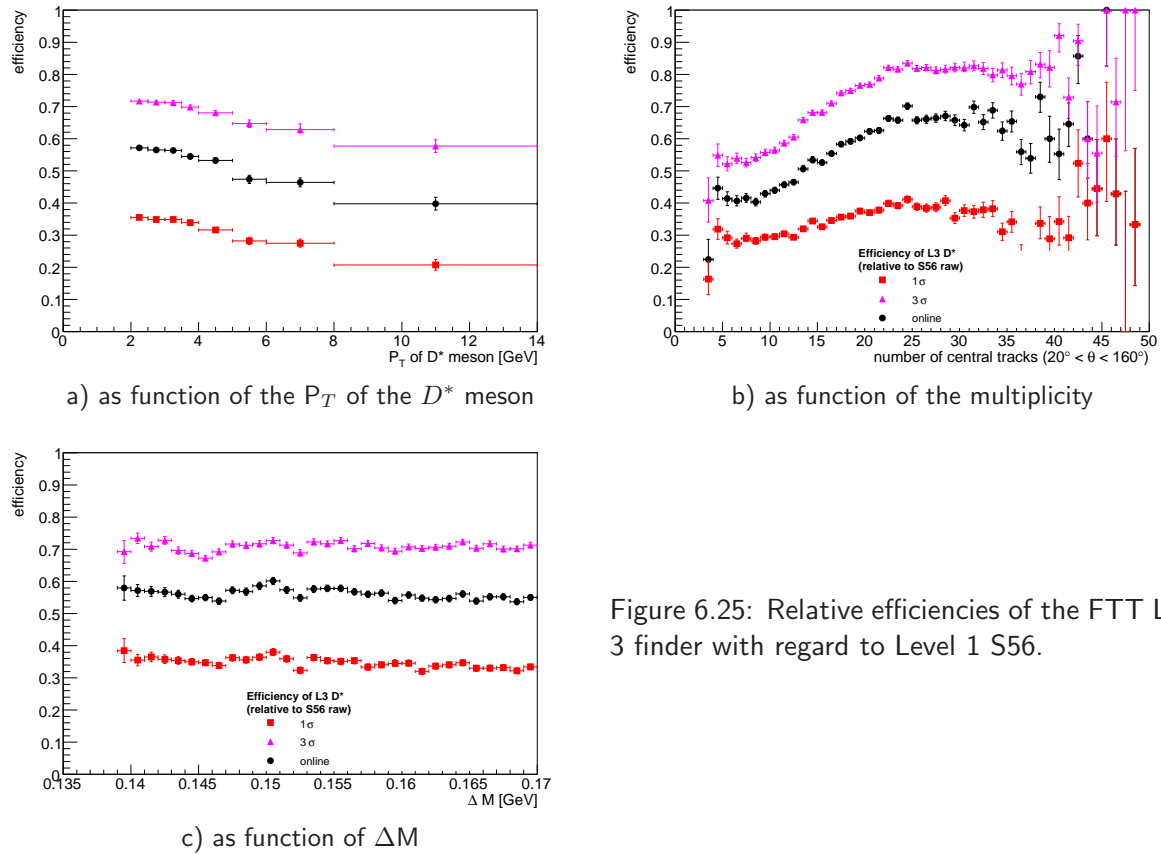 efficiency
1
0.9
0.8
0.7
0.6
0.5
0.4
0.3
0.2
0.1
0
0 2 4 6 8 10 12 14
P_T of D* meson [GeV]
a) as function of the P_T of the D* meson
efficiency
1
0.9
0.8
0.7
0.6
0.5
0.4
0.3
0.2
0.1
0
Efficiency of L3 D*
(relative to S56 raw)
1 σ
3 σ
online
0 5 10 15 20 25 30 35 40 45 50
number of central tracks (20° < θ < 160°)
b) as function of the multiplicity
efficiency
1
0.9
0.8
0.7
0.6
0.5
0.4
0.3
0.2
0.1
0
Efficiency of L3 D*
(relative to S56 raw)
1 σ
3 σ
online
0.135 0.14 0.145 0.15 0.155 0.16 0.165 0.17
Δ M [GeV]
c) as function of ΔM
Figure 6.25: Relative efficiencies of the FTT L
3 finder with regard to Level 1 S56.